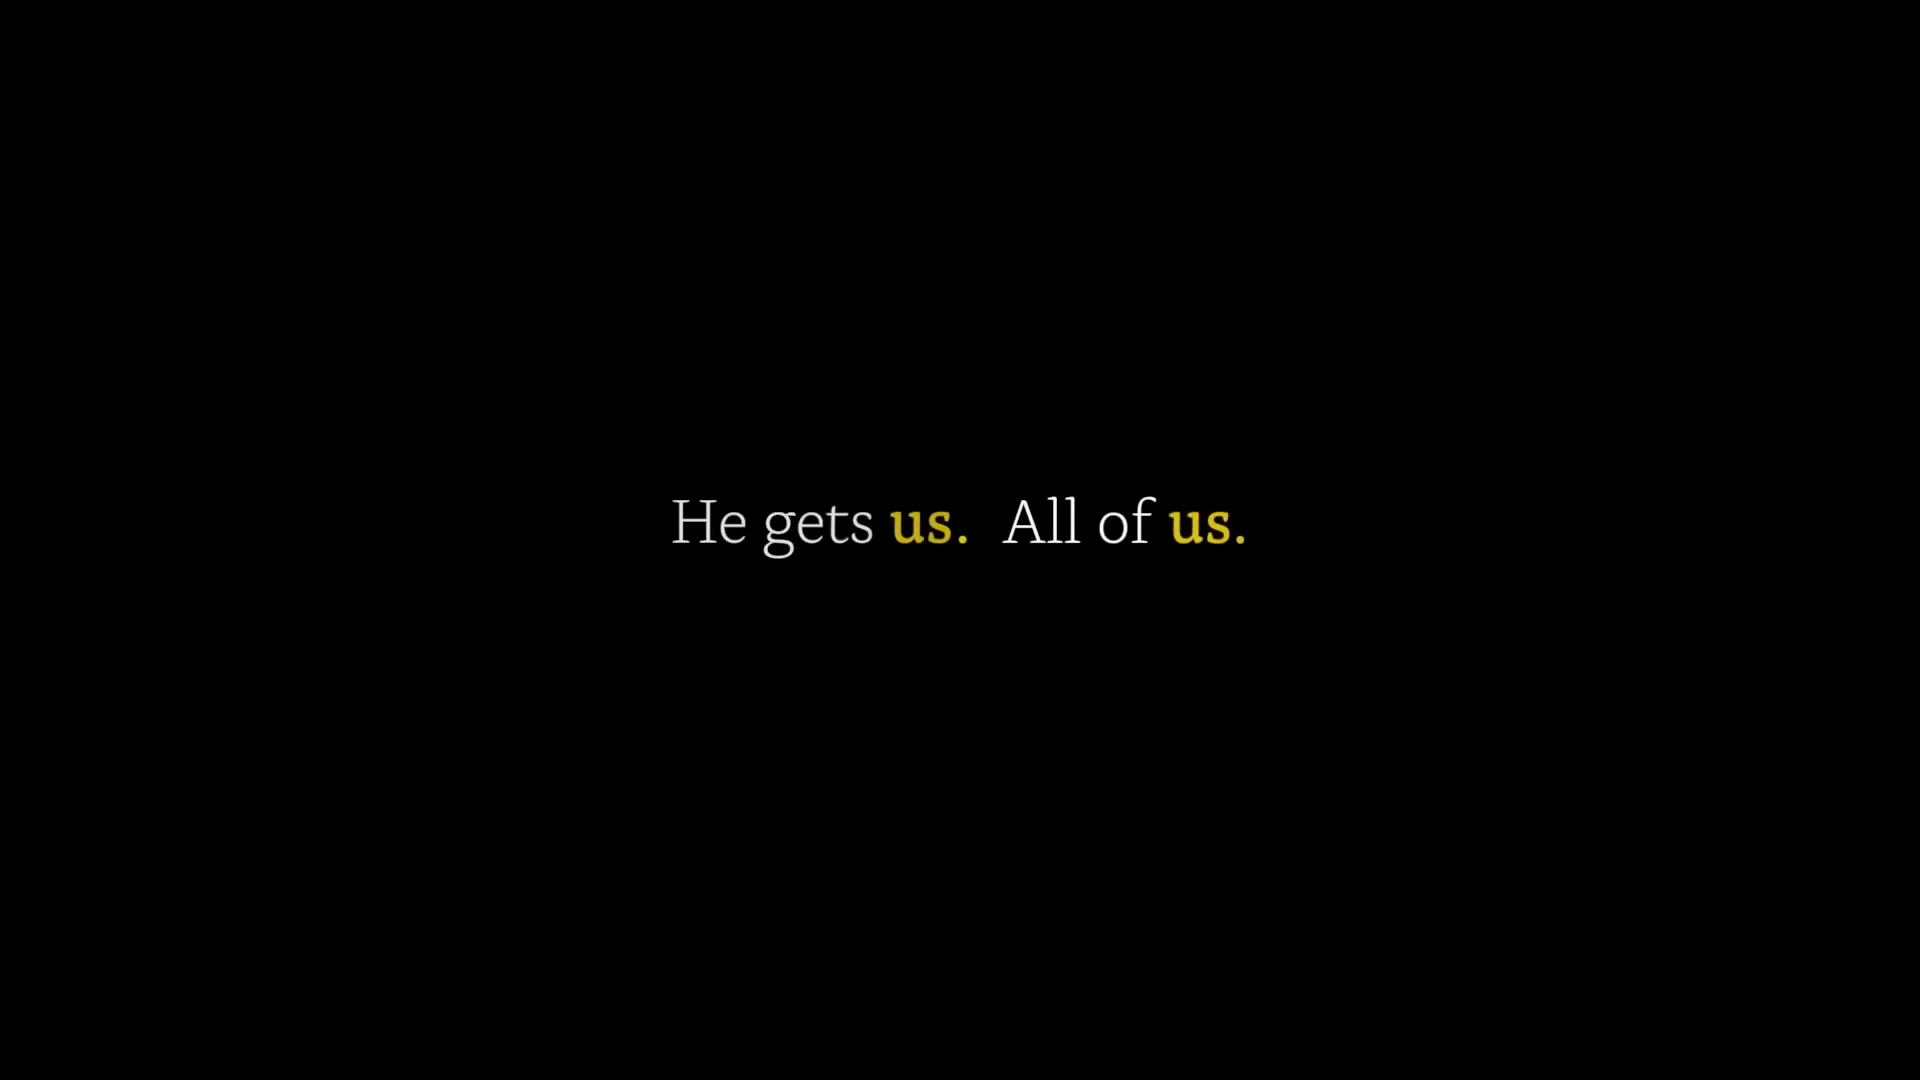 He gets us. All of us.